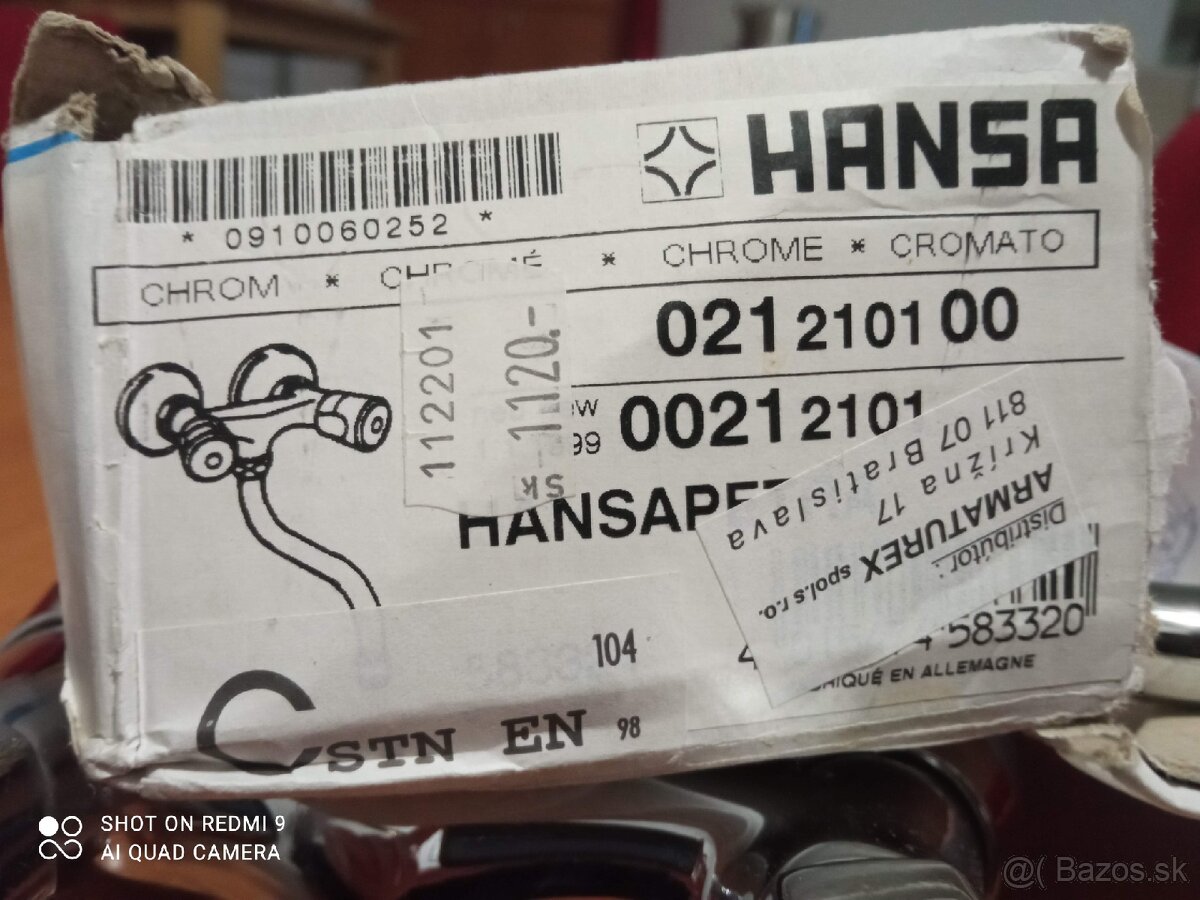 HANSA
* 0910060252 *
CHROM * CHROMÉ * CHROME * CROMATO
112201
SK 1120.-
021 2101 00
0021 2101
99
HANSAPE
Distribútor:
ARMATUREX spol.s r.o.
Krížna 17
811 07 Bratislava
583320
EN ALLEMAGNE
104
C STN EN 98
SHOT ON REDMI 9
AI QUAD CAMERA
@( Bazos.sk